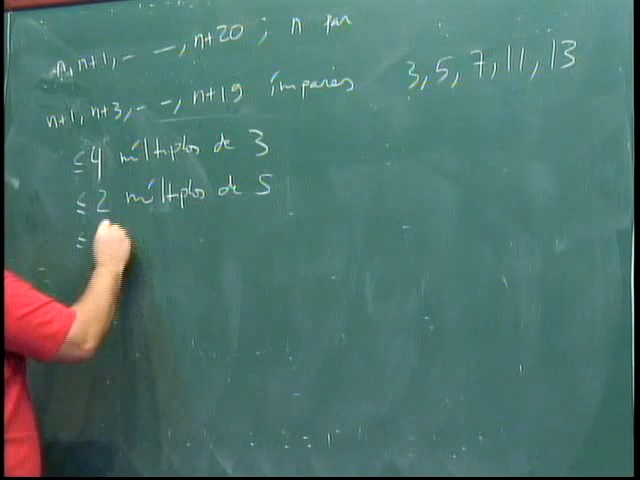 n, n+1, - - -, n+20 ; n par
n+1, n+3, - - -, n+19 ímpares 3, 5, 7, 11, 13
≤ 4 múltiplos de 3
≤ 2 múltiplos de 5
≤